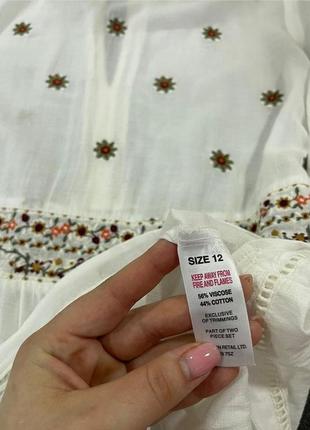 SIZE 12
KEEP AWAY FROM
FIRE AND FLAMES
56% VISCOSE
44% COTTON
EXCLUSIVE
OF TRIMMINGS
PART OF TWO
PIECE SET
RETAIL LTD.
7SZ